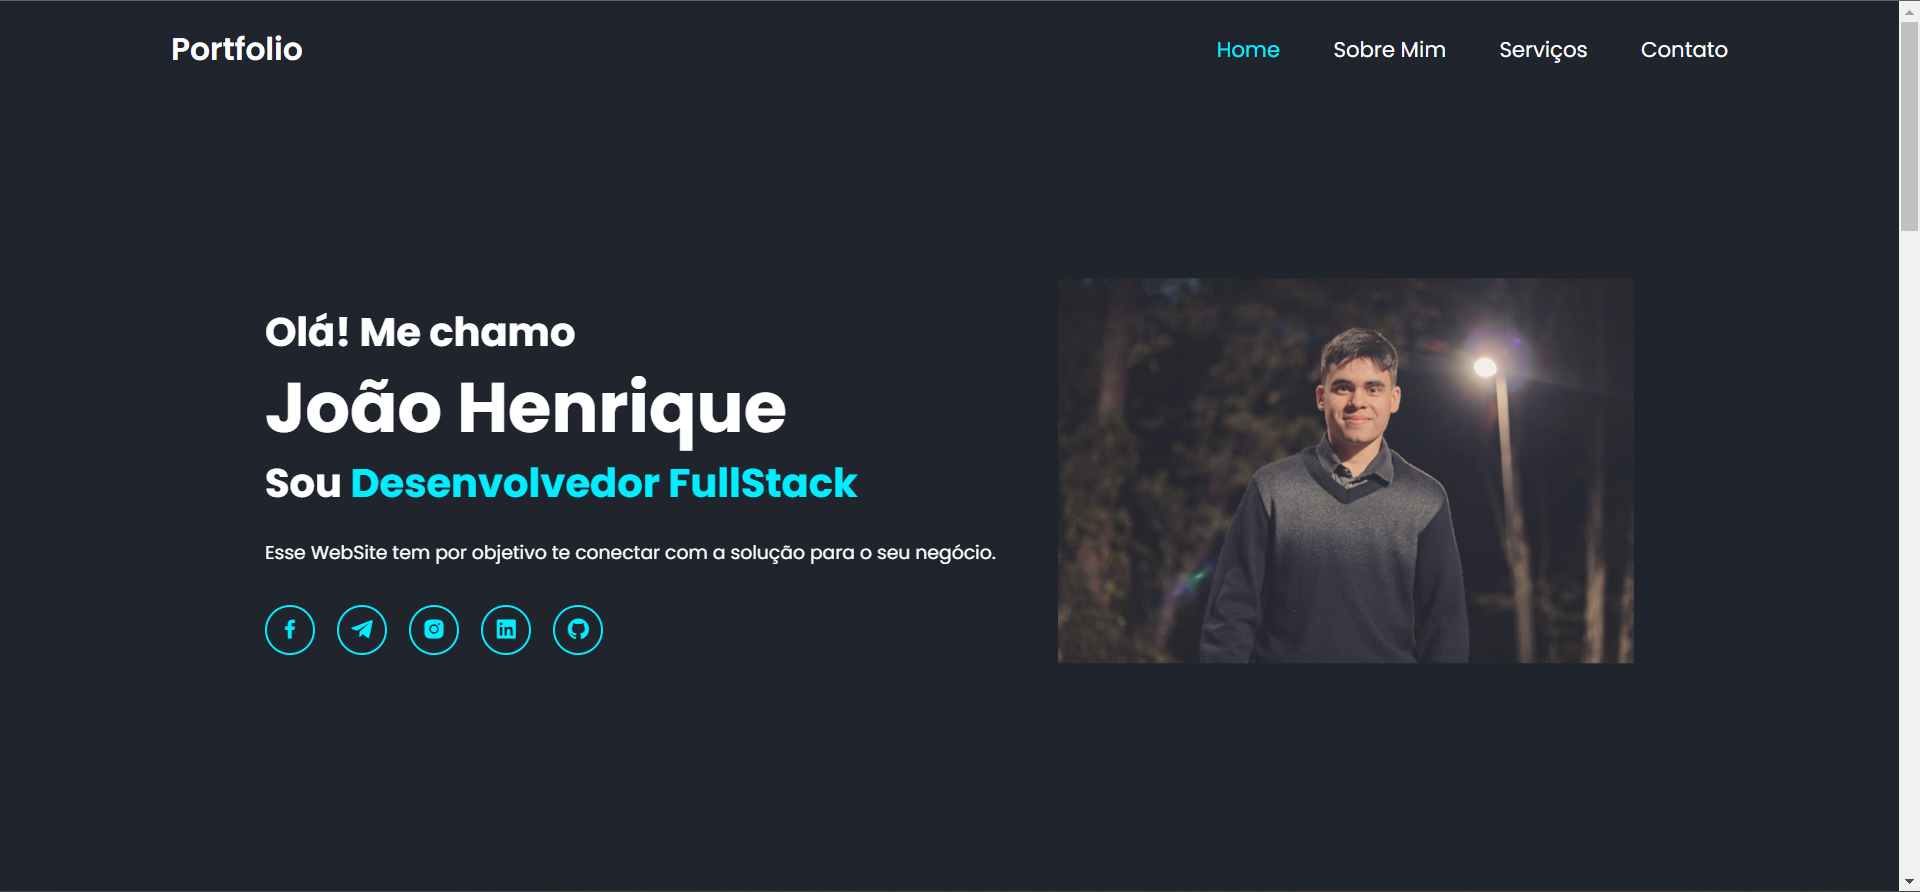 Portfolio
Home Sobre Mim Serviços Contato
Olá! Me chamo
João Henrique
Sou Desenvolvedor FullStack
Esse WebSite tem por objetivo te conectar com a solução para o seu negócio.